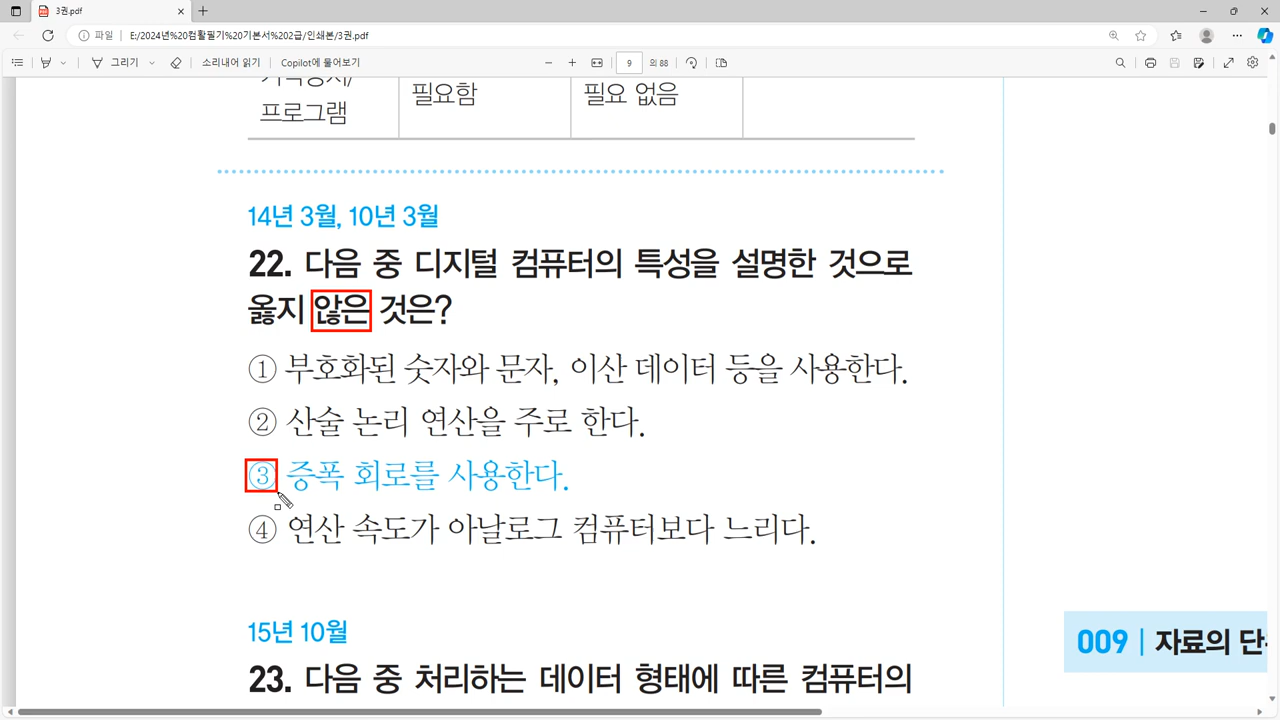 3권.pdf
파일
E:/2024년%20컴활필기%20기본서%202급/인쇄본/3권.pdf
그리기
소리내어 읽기
Copilot에 물어보기
9
의 88
필요함
필요 없음
프로그램
14년 3월, 10년 3월
22. 다음 중 디지털 컴퓨터의 특성을 설명한 것으로
옳지 않은 것은?
① 부호화된 숫자와 문자, 이산 데이터 등을 사용한다.
② 산술 논리 연산을 주로 한다.
③ 증폭 회로를 사용한다.
④ 연산 속도가 아날로그 컴퓨터보다 느리다.
009 | 자료의 단
15년 10월
23. 다음 중 처리하는 데이터 형태에 따른 컴퓨터의